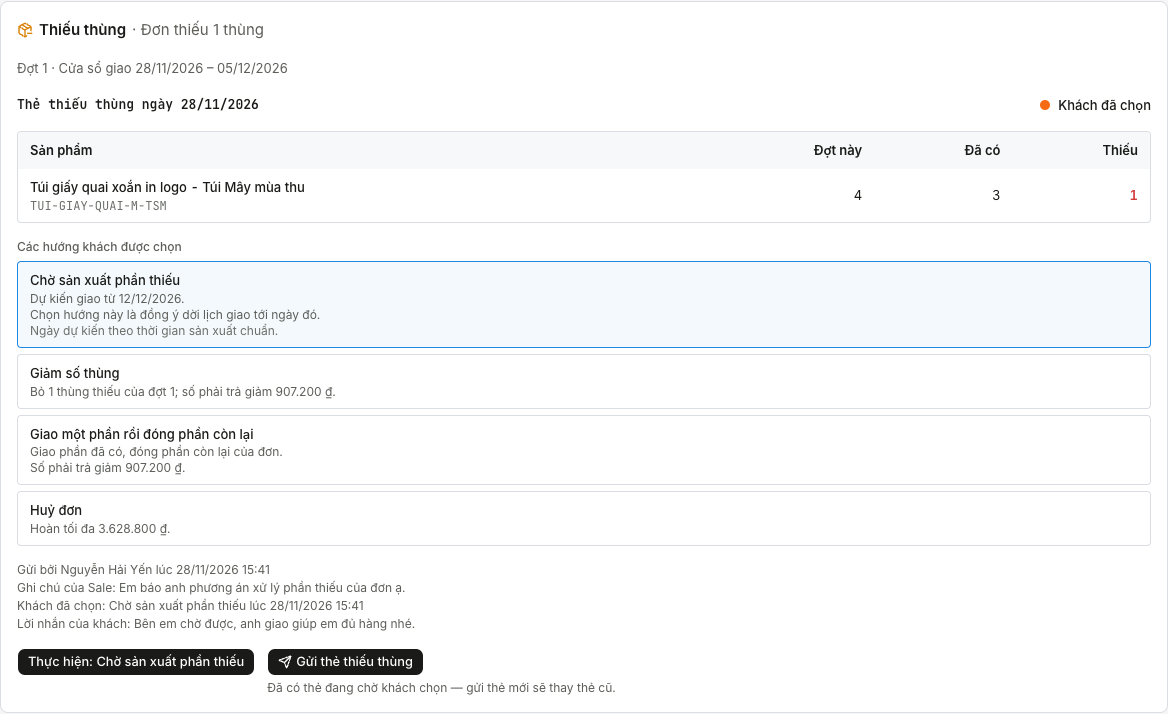 Thiếu thùng · Đơn thiếu 1 thùng
Đợt 1 · Cửa sổ giao 28/11/2026 – 05/12/2026
Thẻ thiếu thùng ngày 28/11/2026
Khách đã chọn
Sản phẩm Đợt này Đã có Thiếu
Túi giấy quai xoắn in logo - Túi Mây mùa thu
TUI-GIAY-QUAI-M-TSM
4 3 1
Các hướng khách được chọn
Chờ sản xuất phần thiếu
Dự kiến giao từ 12/12/2026.
Chọn hướng này là đồng ý dời lịch giao tới ngày đó.
Ngày dự kiến theo thời gian sản xuất chuẩn.
Giảm số thùng
Bỏ 1 thùng thiếu của đợt 1; số phải trả giảm 907.200 ₫.
Giao một phần rồi đóng phần còn lại
Giao phần đã có, đóng phần còn lại của đơn.
Số phải trả giảm 907.200 ₫.
Huỷ đơn
Hoàn tối đa 3.628.800 ₫.
Gửi bởi Nguyễn Hải Yến lúc 28/11/2026 15:41
Ghi chú của Sale: Em báo anh phương án xử lý phần thiếu của đơn ạ.
Khách đã chọn: Chờ sản xuất phần thiếu lúc 28/11/2026 15:41
Lời nhắn của khách: Bên em chờ được, anh giao giúp em đủ hàng nhé.
Thực hiện: Chờ sản xuất phần thiếu
Gửi thẻ thiếu thùng
Đã có thẻ đang chờ khách chọn — gửi thẻ mới sẽ thay thẻ cũ.